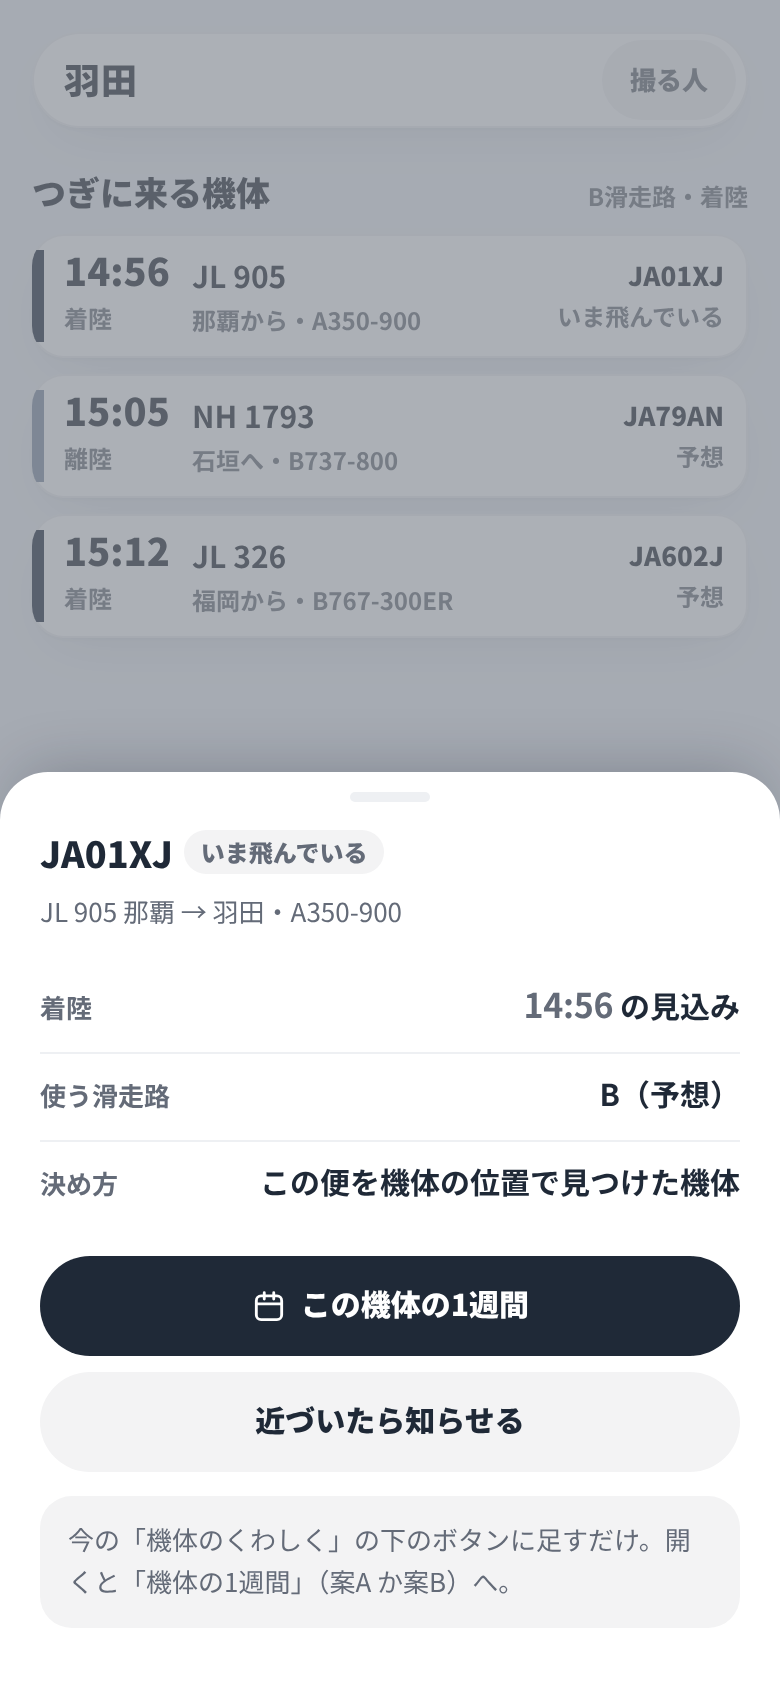 羽田
撮る人
つぎに来る機体
B滑走路・着陸
14:56
JL 905
JA01XJ
着陸
那覇から・A350-900
いま飛んでいる
15:05
NH 1793
JA79AN
離陸
石垣へ・B737-800
予想
15:12
JL 326
JA602J
着陸
福岡から・B767-300ER
予想
JA01XJ
いま飛んでいる
JL 905 那覇 → 羽田・A350-900
着陸
14:56 の見込み
使う滑走路
B（予想）
決め方
この便を機体の位置で見つけた機体
この機体の1週間
近づいたら知らせる
今の「機体のくわしく」の下のボタンに足すだけ。開
くと「機体の1週間」（案A か案B）へ。